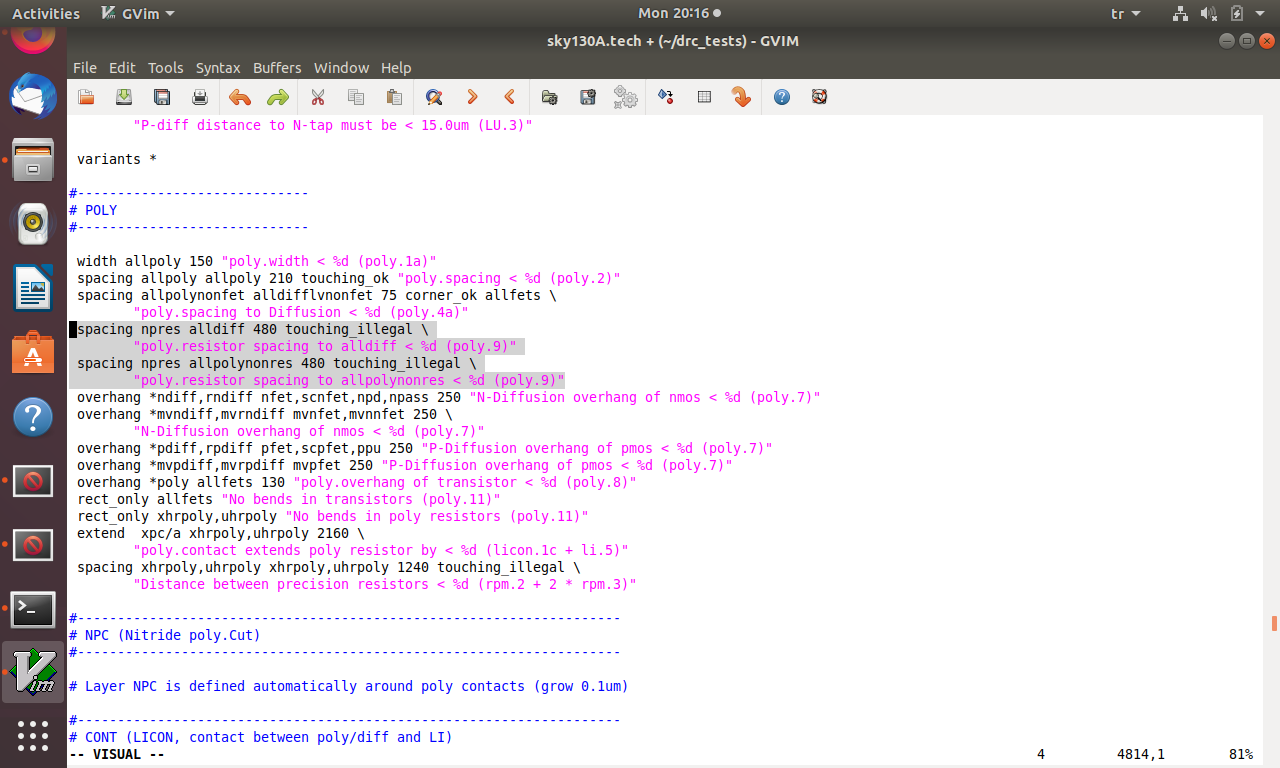 Activities GVim Mon 20:16 tr
sky130A.tech + (~/drc_tests) - GVIM
File Edit Tools Syntax Buffers Window Help
"P-diff distance to N-tap must be < 15.0um (LU.3)"
variants *
#-----------------------------
# POLY
#-----------------------------
width allpoly 150 "poly.width < %d (poly.1a)"
spacing allpoly allpoly 210 touching_ok "poly.spacing < %d (poly.2)"
spacing allpolynonfet alldifflvnonfet 75 corner_ok allfets \
"poly.spacing to Diffusion < %d (poly.4a)"
spacing npres alldiff 480 touching_illegal \
"poly.resistor spacing to alldiff < %d (poly.9)"
spacing npres allpolynonres 480 touching_illegal \
"poly.resistor spacing to allpolynonres < %d (poly.9)"
overhang *ndiff,rndiff nfet,scnfet,npd,npass 250 "N-Diffusion overhang of nmos < %d (poly.7)"
overhang *mvndiff,mvrndiff mvnfet,mvnnfet 250 \
"N-Diffusion overhang of nmos < %d (poly.7)"
overhang *pdiff,rpdiff pfet,scpfet,ppu 250 "P-Diffusion overhang of pmos < %d (poly.7)"
overhang *mvpdiff,mvrpdiff mvpfet 250 "P-Diffusion overhang of pmos < %d (poly.7)"
overhang *poly allfets 130 "poly.overhang of transistor < %d (poly.8)"
rect_only allfets "No bends in transistors (poly.11)"
rect_only xhrpoly,uhrpoly "No bends in poly resistors (poly.11)"
extend  xpc/a xhrpoly,uhrpoly 2160 \
"poly.contact extends poly resistor by < %d (licon.1c + li.5)"
spacing xhrpoly,uhrpoly xhrpoly,uhrpoly 1240 touching_illegal \
"Distance between precision resistors < %d (rpm.2 + 2 * rpm.3)"
#--------------------------------------------------------------------
# NPC (Nitride poly.Cut)
#--------------------------------------------------------------------
# Layer NPC is defined automatically around poly contacts (grow 0.1um)
#--------------------------------------------------------------------
# CONT (LICON, contact between poly/diff and LI)
-- VISUAL -- 4 4814,1 81%